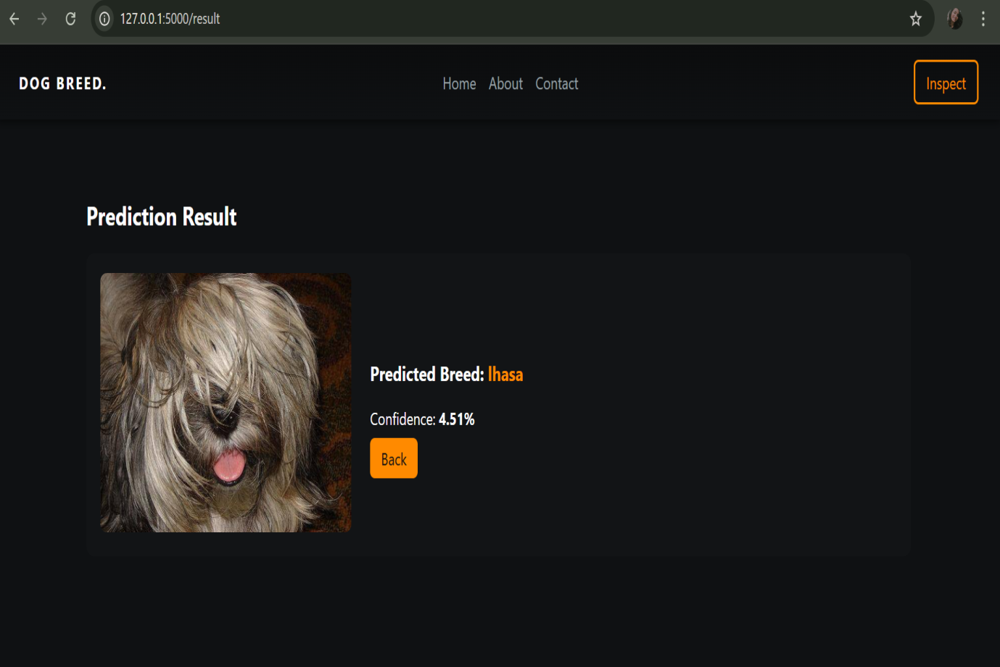 127.0.0.1:5000/result
DOG BREED.
Home About Contact
Inspect
Prediction Result
Predicted Breed: lhasa
Confidence: 4.51%
Back